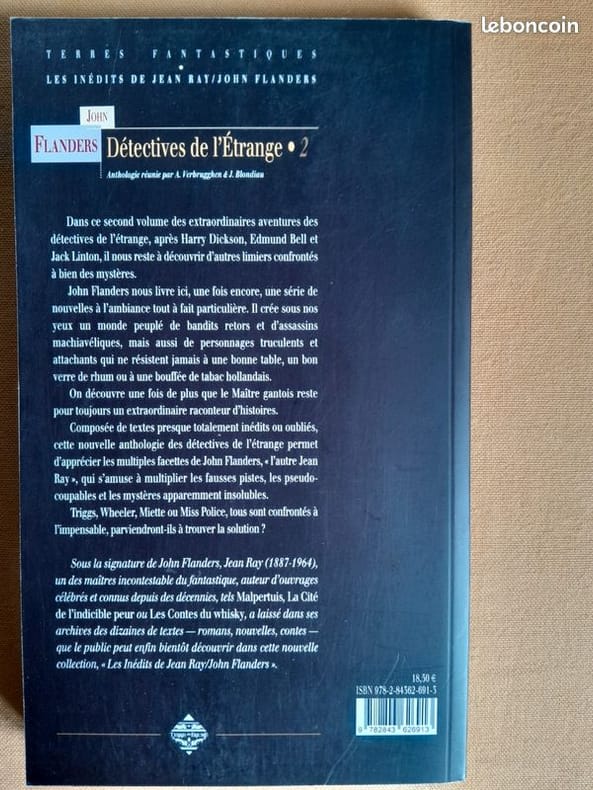 leboncoin
TERRES FANTASTIQUES
LES INÉDITS DE JEAN RAY/JOHN FLANDERS
JOHN
FLANDERS Détectives de l'Étrange • 2
Anthologie réunie par A. Verbrugghen & J. Blondiau
Dans ce second volume des extraordinaires aventures des
détectives de l'étrange, après Harry Dickson, Edmund Bell et
Jack Linton, il nous reste à découvrir d'autres limiers confrontés
à bien des mystères.
John Flanders nous livre ici, une fois encore, une série de
nouvelles à l'ambiance tout à fait particulière. Il crée sous nos
yeux un monde peuplé de bandits retors et d'assassins
machiavéliques, mais aussi de personnages truculents et
attachants qui ne résistent jamais à une bonne table, un bon
verre de rhum ou à une bouffée de tabac hollandais.
On découvre une fois de plus que le Maître gantois reste
pour toujours un extraordinaire raconteur d'histoires.
Composée de textes presque totalement inédits ou oubliés,
cette nouvelle anthologie des détectives de l'étrange permet
d'apprécier les multiples facettes de John Flanders, « l'autre Jean
Ray », qui s'amuse à multiplier les fausses pistes, les pseudo-
coupables et les mystères apparemment insolubles.
Triggs, Wheeler, Miette ou Miss Police, tous sont confrontés à
l'impensable, parviendront-ils à trouver la solution ?
Sous la signature de John Flanders, Jean Ray (1887-1964),
un des maîtres incontestable du fantastique, auteur d'ouvrages
célébrés et connus depuis des décennies, tels Malpertuis, La Cité
de l'indicible peur ou Les Contes du whisky, a laissé dans ses
archives des dizaines de textes — romans, nouvelles, contes —
que le public peut enfin bientôt découvrir dans cette nouvelle
collection, « Les Inédits de Jean Ray/John Flanders ».
18,50 €
ISBN 978-2-84362-691-3
9 782843 626913